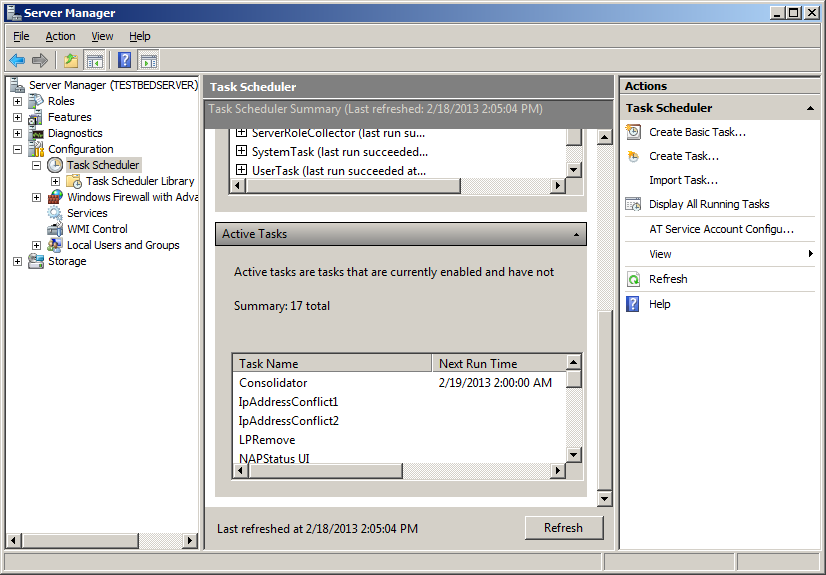 Server Manager
File Action View Help
Server Manager (TESTBEDSERVER)
Roles
Features
Diagnostics
Configuration
Task Scheduler
Task Scheduler Library
Windows Firewall with Adva
Services
WMI Control
Local Users and Groups
Storage
Task Scheduler
Task Scheduler Summary (Last refreshed: 2/18/2013 2:05:04 PM)
ServerRoleCollector (last run su...
SystemTask (last run succeeded...
UserTask (last run succeeded at...
Active Tasks
Active tasks are tasks that are currently enabled and have not
Summary: 17 total
Task Name Next Run Time
Consolidator 2/19/2013 2:00:00 AM
IpAddressConflict1
IpAddressConflict2
LPRemove
NAPStatus UI
Last refreshed at 2/18/2013 2:05:04 PM
Refresh
Actions
Task Scheduler
Create Basic Task...
Create Task...
Import Task...
Display All Running Tasks
AT Service Account Configu...
View
Refresh
Help